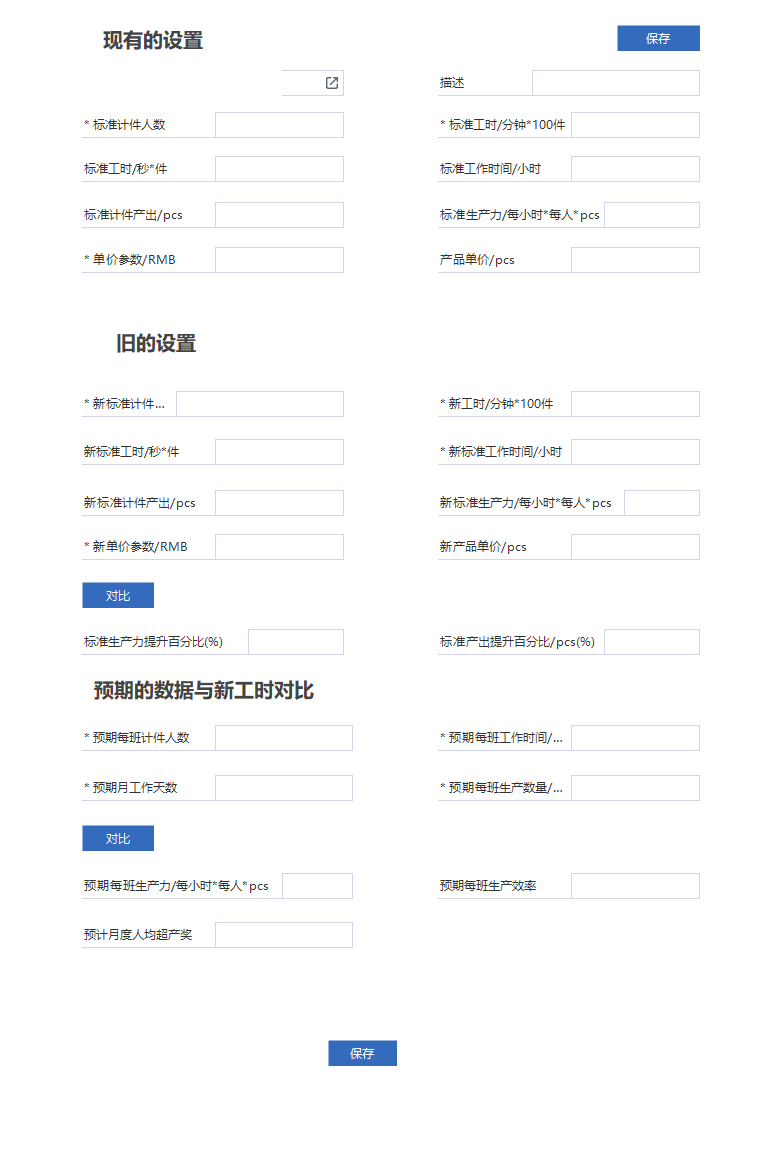 现有的设置
保存
描述
* 标准计件人数
* 标准工时/分钟*100件
标准工时/秒*件
标准工作时间/小时
标准计件产出/pcs
标准生产力/每小时*每人*pcs
* 单价参数/RMB
产品单价/pcs
旧的设置
* 新标准计件...
* 新工时/分钟*100件
新标准工时/秒*件
* 新标准工作时间/小时
新标准计件产出/pcs
新标准生产力/每小时*每人*pcs
* 新单价参数/RMB
新产品单价/pcs
对比
标准生产力提升百分比(%)
标准产出提升百分比/pcs(%)
预期的数据与新工时对比
* 预期每班计件人数
* 预期每班工作时间/...
* 预期月工作天数
* 预期每班生产数量/...
对比
预期每班生产力/每小时*每人*pcs
预期每班生产效率
预计月度人均超产奖
保存